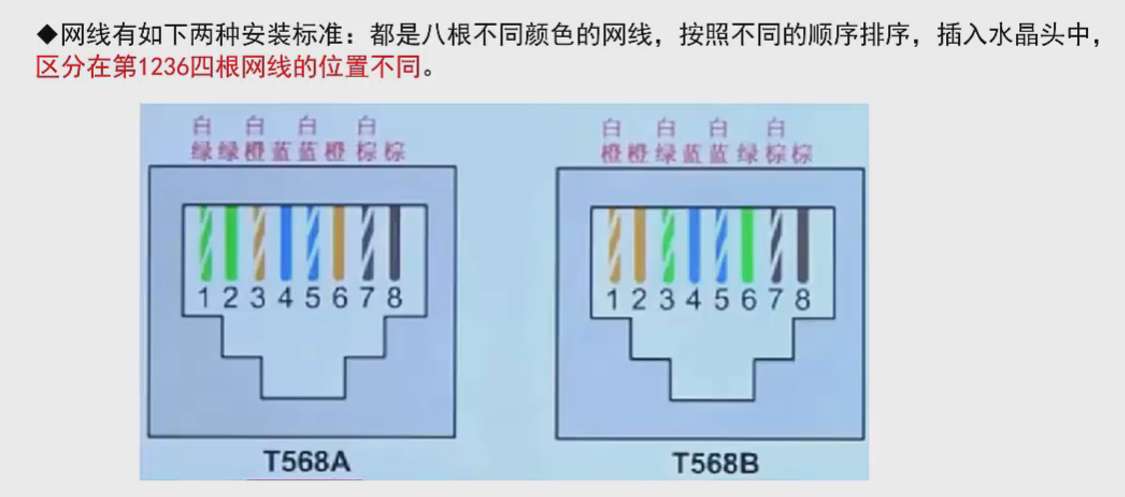 ◆网线有如下两种安装标准：都是八根不同颜色的网线，按照不同的顺序排序，插入水晶头中，
区分在第1236四根网线的位置不同。
白 白 白 白
绿 绿 橙 蓝 蓝 橙 棕 棕
1 2 3 4 5 6 7 8
T568A
白 白 白 白
橙 橙 绿 蓝 蓝 绿 棕 棕
1 2 3 4 5 6 7 8
T568B